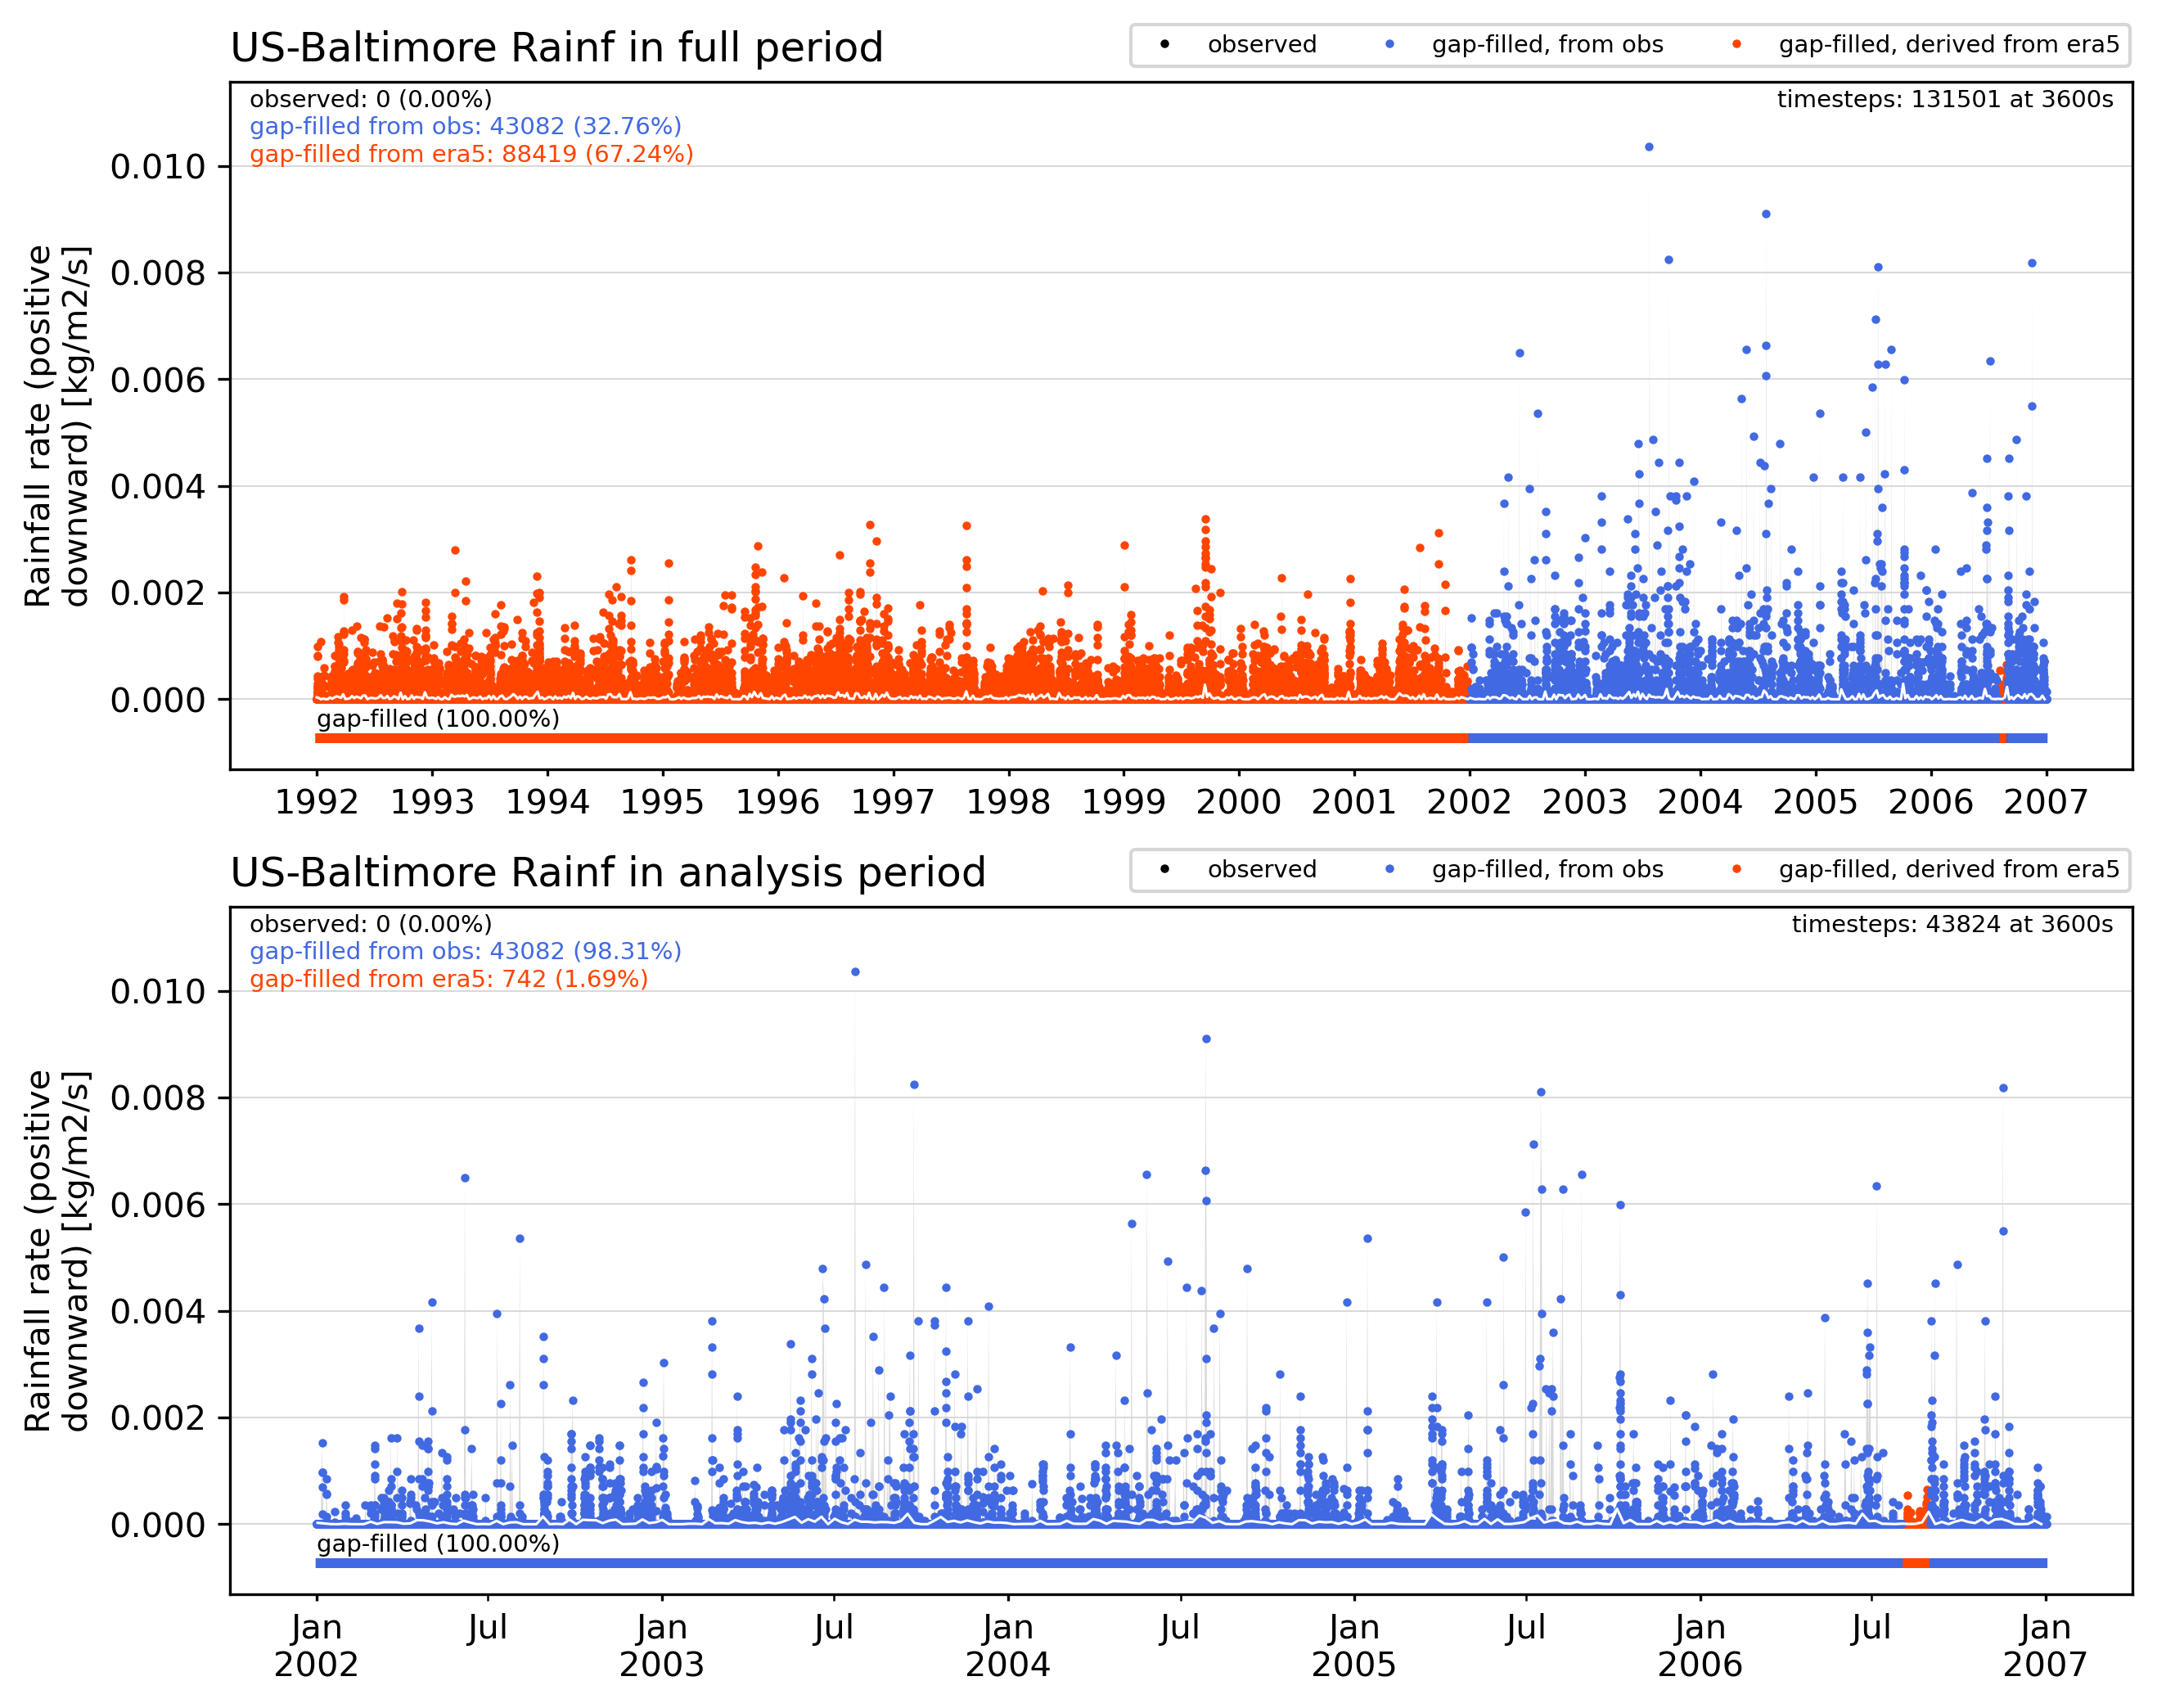 US-Baltimore Rainf in full period
observed
gap-filled, from obs
gap-filled, derived from era5
observed: 0 (0.00%)
gap-filled from obs: 43082 (32.76%)
gap-filled from era5: 88419 (67.24%)
timesteps: 131501 at 3600s
Rainfall rate (positive
downward) [kg/m2/s]
0.010
0.008
0.006
0.004
0.002
0.000
gap-filled (100.00%)
1992 1993 1994 1995 1996 1997 1998 1999 2000 2001 2002 2003 2004 2005 2006 2007
US-Baltimore Rainf in analysis period
observed
gap-filled, from obs
gap-filled, derived from era5
observed: 0 (0.00%)
gap-filled from obs: 43082 (98.31%)
gap-filled from era5: 742 (1.69%)
timesteps: 43824 at 3600s
Rainfall rate (positive
downward) [kg/m2/s]
0.010
0.008
0.006
0.004
0.002
0.000
gap-filled (100.00%)
Jan Jul Jan Jul Jan Jul Jan Jul Jan Jul Jan
2002 2003 2004 2005 2006 2007